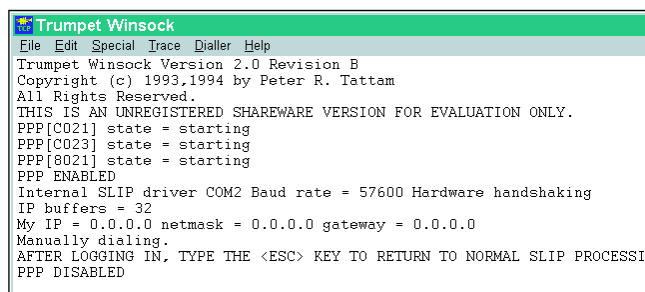 TCP Trumpet Winsock
File Edit Special Trace Dialler Help
Trumpet Winsock Version 2.0 Revision B
Copyright (c) 1993,1994 by Peter R. Tattam
All Rights Reserved.
THIS IS AN UNREGISTERED SHAREWARE VERSION FOR EVALUATION ONLY.
PPP[C021] state = starting
PPP[C023] state = starting
PPP[8021] state = starting
PPP ENABLED
Internal SLIP driver COM2 Baud rate = 57600 Hardware handshaking
IP buffers = 32
My IP = 0.0.0.0 netmask = 0.0.0.0 gateway = 0.0.0.0
Manually dialing.
AFTER LOGGING IN, TYPE THE <ESC> KEY TO RETURN TO NORMAL SLIP PROCESSI
PPP DISABLED